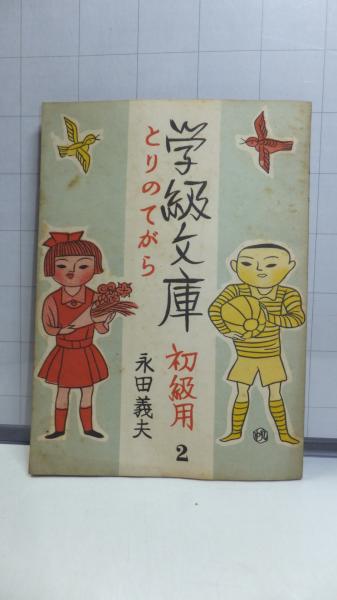 学級文庫
とりのてがら
初級用
2
永田義夫